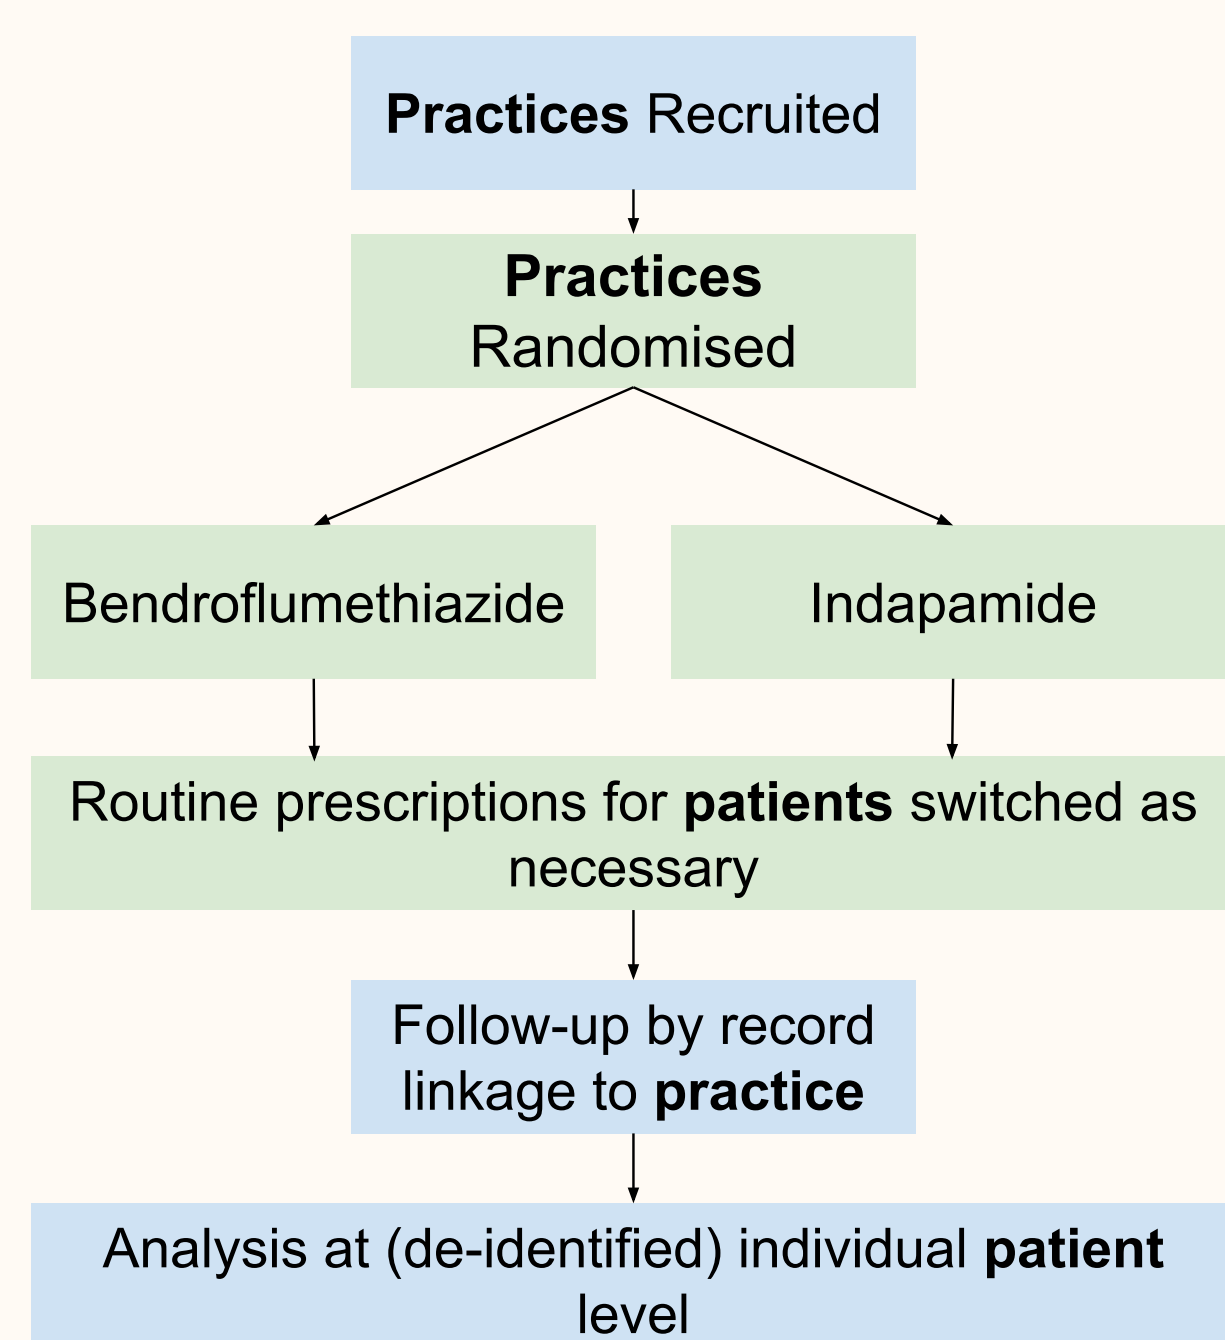 Practices Recruited
Practices
Randomised
Bendroflumethiazide
Indapamide
Routine prescriptions for patients switched as
necessary
Follow-up by record
linkage to practice
Analysis at (de-identified) individual patient
level